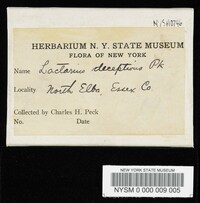 HERBARIUM N. Y. STATE MUSEUM
FLORA OF NEW YORK
Name Lactarius deceptivus Pk
Locality North Elba, Essex Co
Collected by Charles H. Peck
No. Date
NEW YORK STATE MUSEUM
NYSM 0 000 009 005